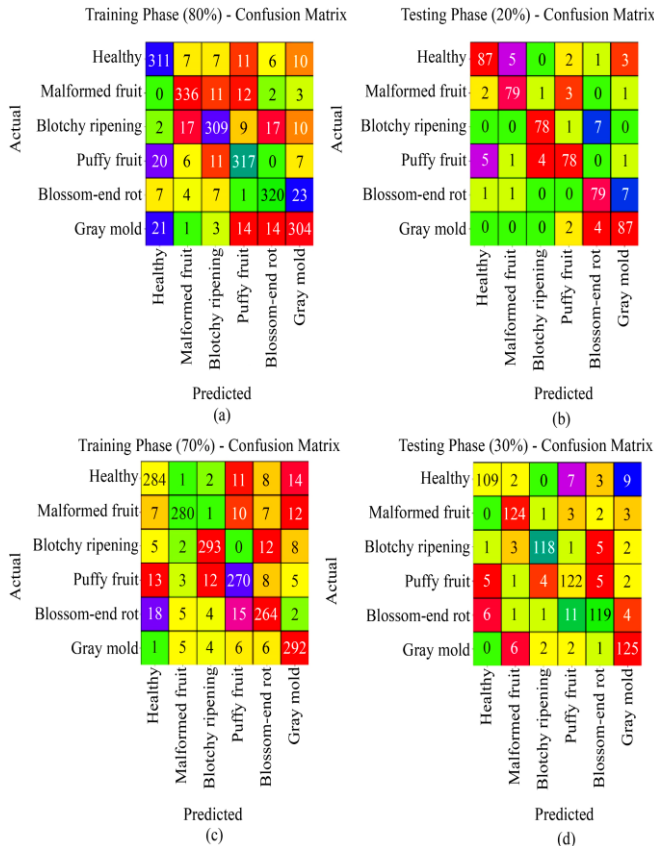 Training Phase (80%) - Confusion Matrix
Actual
Healthy 311 7 7 11 6 10
Malformed fruit 0 336 11 12 2 3
Blotchy ripening 2 17 309 9 17 10
Puffy fruit 20 6 11 317 0 7
Blossom-end rot 7 4 7 1 320 23
Gray mold 21 1 3 14 14 304
Healthy
Malformed fruit
Blotchy ripening
Puffy fruit
Blossom-end rot
Gray mold
Predicted
(a)
Testing Phase (20%) - Confusion Matrix
Actual
Healthy 87 5 0 2 1 3
Malformed fruit 2 79 1 3 0 1
Blotchy ripening 0 0 78 1 7 0
Puffy fruit 5 1 4 78 0 1
Blossom-end rot 1 1 0 0 79 7
Gray mold 0 0 0 2 4 87
Healthy
Malformed fruit
Blotchy ripening
Puffy fruit
Blossom-end rot
Gray mold
Predicted
(b)
Training Phase (70%) - Confusion Matrix
Actual
Healthy 284 1 2 11 8 14
Malformed fruit 7 280 1 10 7 12
Blotchy ripening 5 2 293 0 12 8
Puffy fruit 13 3 12 270 8 5
Blossom-end rot 18 5 4 15 264 2
Gray mold 1 5 4 6 6 292
Healthy
Malformed fruit
Blotchy ripening
Puffy fruit
Blossom-end rot
Gray mold
Predicted
(c)
Testing Phase (30%) - Confusion Matrix
Actual
Healthy 109 2 0 7 3 9
Malformed fruit 0 124 1 3 2 3
Blotchy ripening 1 3 118 1 5 2
Puffy fruit 5 1 4 122 5 2
Blossom-end rot 6 1 1 11 119 4
Gray mold 0 6 2 2 1 125
Healthy
Malformed fruit
Blotchy ripening
Puffy fruit
Blossom-end rot
Gray mold
Predicted
(d)